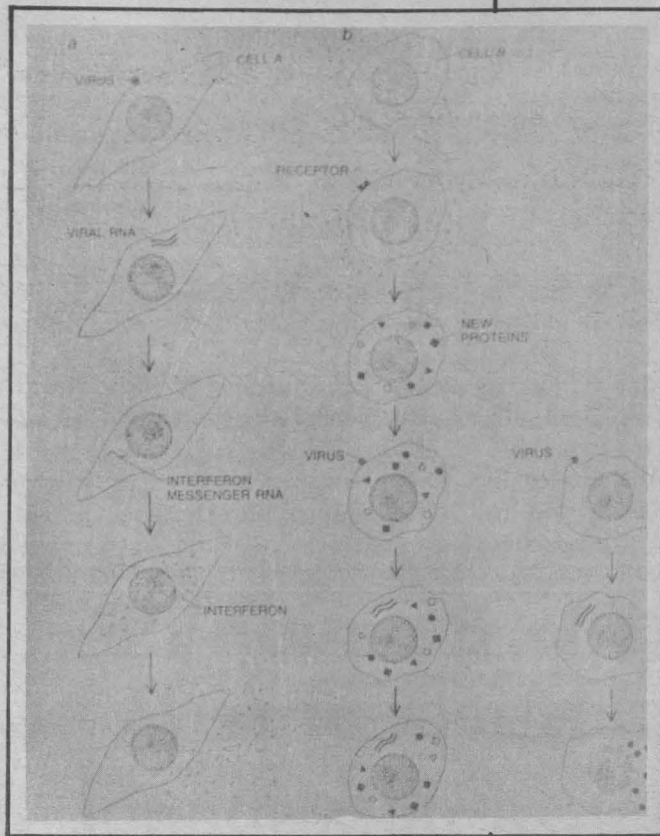 a
VIRUS
CELL A
VIRAL RNA
INTERFERON
MESSENGER RNA
INTERFERON
b
CELL B
RECEPTOR
NEW
PROTEINS
VIRUS
VIRUS